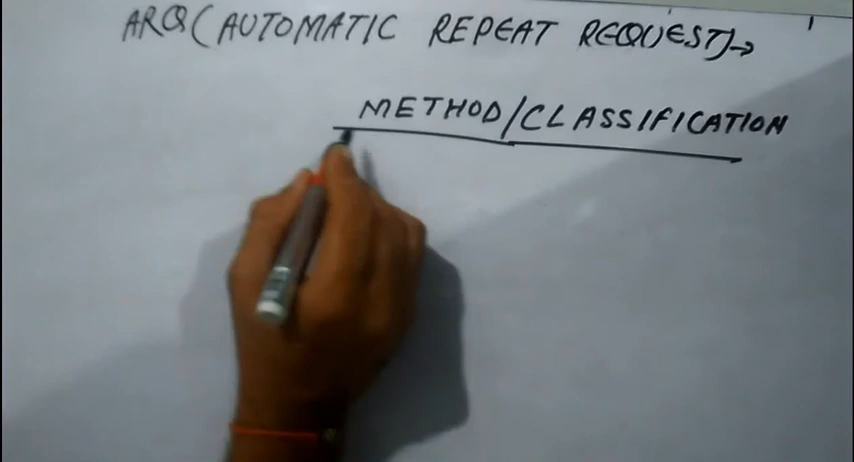 ARQ (AUTOMATIC REPEAT REQUEST)→
METHOD/CLASSIFICATION